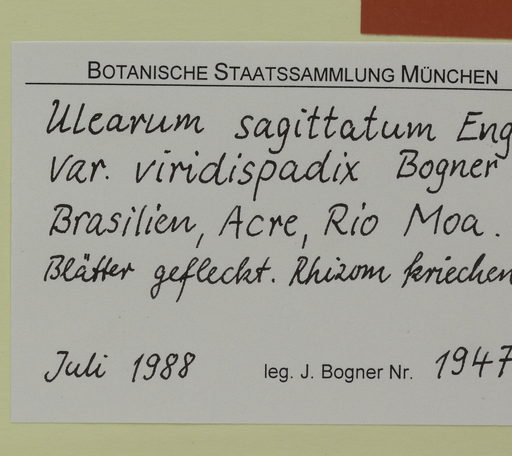 BOTANISCHE STAATSSAMMLUNG MÜNCHEN
Ulearum sagittatum Eng
var. viridispadix Bogner
Brasilien, Acre, Rio Moa.
Blätter gefleckt. Rhizom kriechen
Juli 1988 leg. J. Bogner Nr. 1947